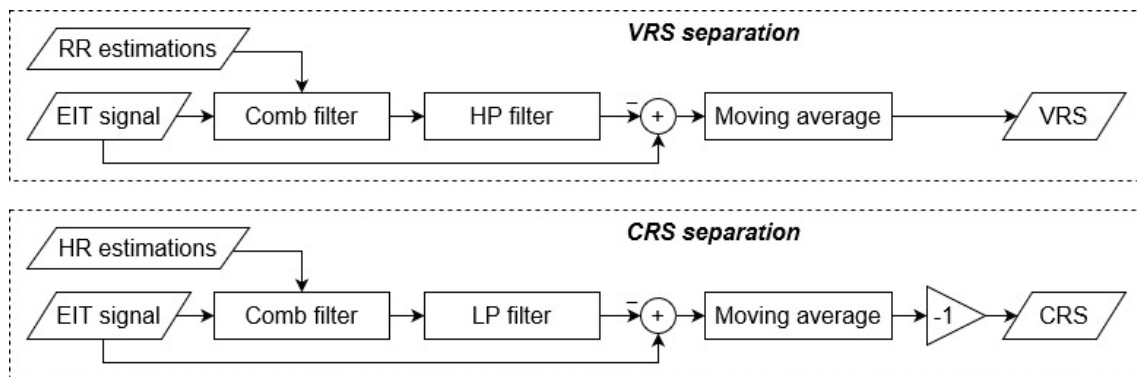 VRS separation
RR estimations
EIT signal
Comb filter
HP filter
–
+
Moving average
VRS
CRS separation
HR estimations
EIT signal
Comb filter
LP filter
–
+
Moving average
-1
CRS